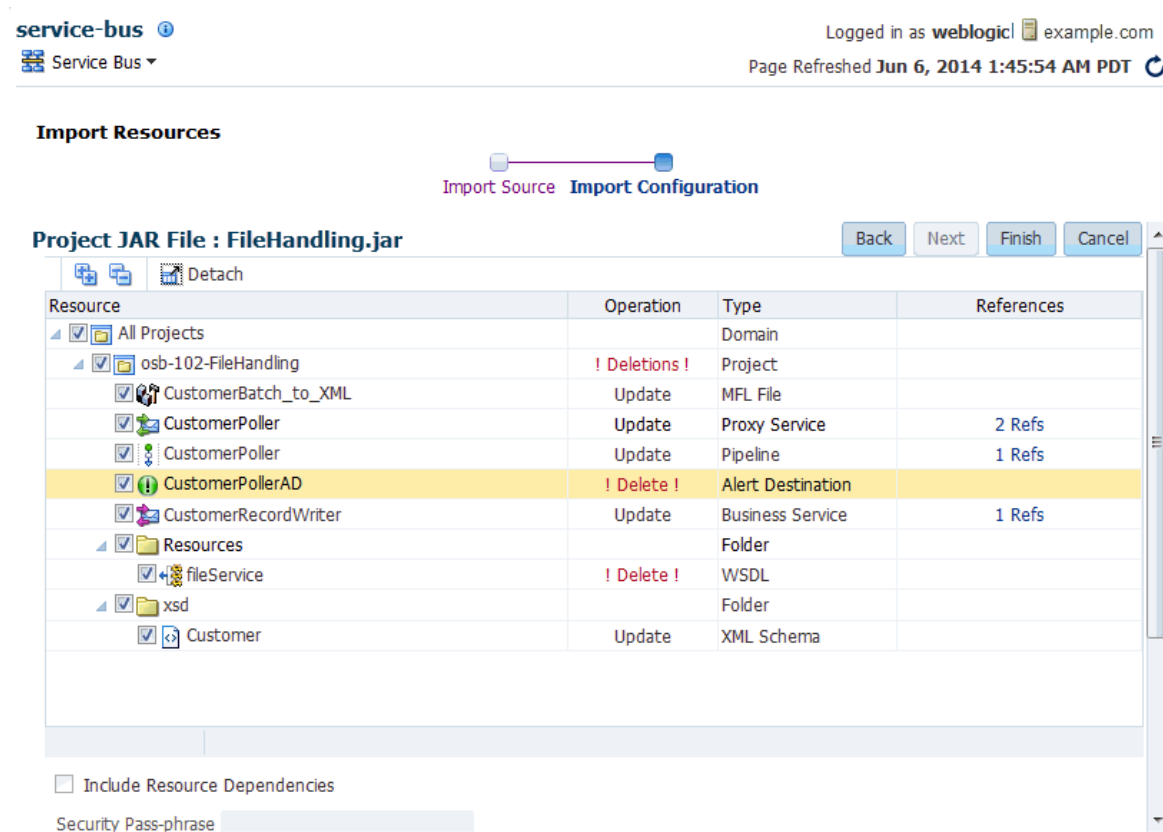 service-bus
Logged in as weblogic| example.com
Service Bus
Page Refreshed Jun 6, 2014 1:45:54 AM PDT
Import Resources
Import Source Import Configuration
Project JAR File : FileHandling.jar
Back Next Finish Cancel
Detach
Resource Operation Type References
All Projects Domain
osb-102-FileHandling ! Deletions ! Project
CustomerBatch_to_XML Update MFL File
CustomerPoller Update Proxy Service 2 Refs
CustomerPoller Update Pipeline 1 Refs
CustomerPollerAD ! Delete ! Alert Destination
CustomerRecordWriter Update Business Service 1 Refs
Resources Folder
fileService ! Delete ! WSDL
xsd Folder
Customer Update XML Schema
Include Resource Dependencies
Security Pass-phrase